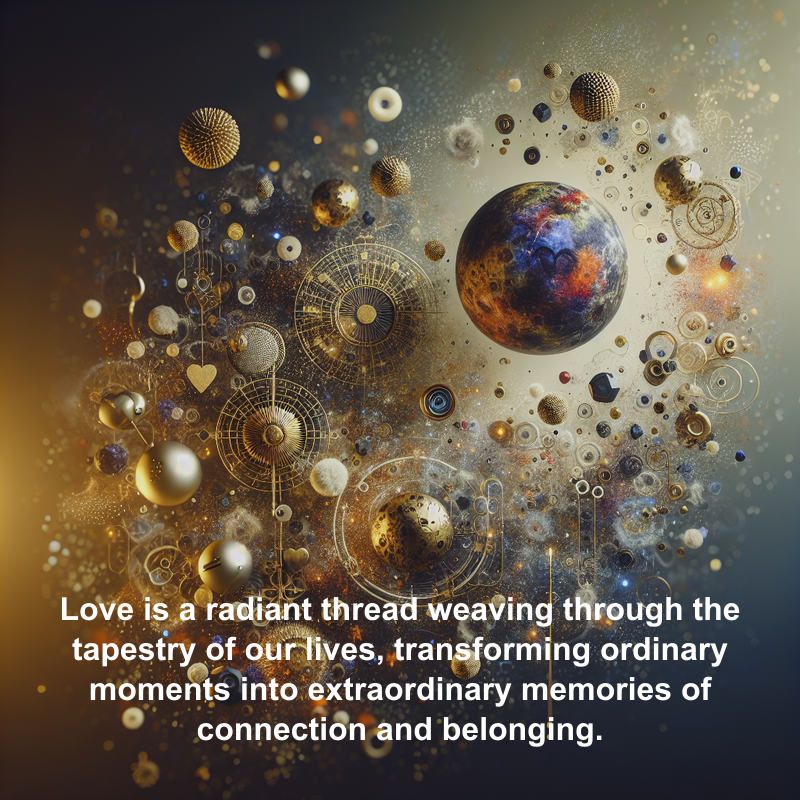 Love is a radiant thread weaving through the
tapestry of our lives, transforming ordinary
moments into extraordinary memories of
connection and belonging.